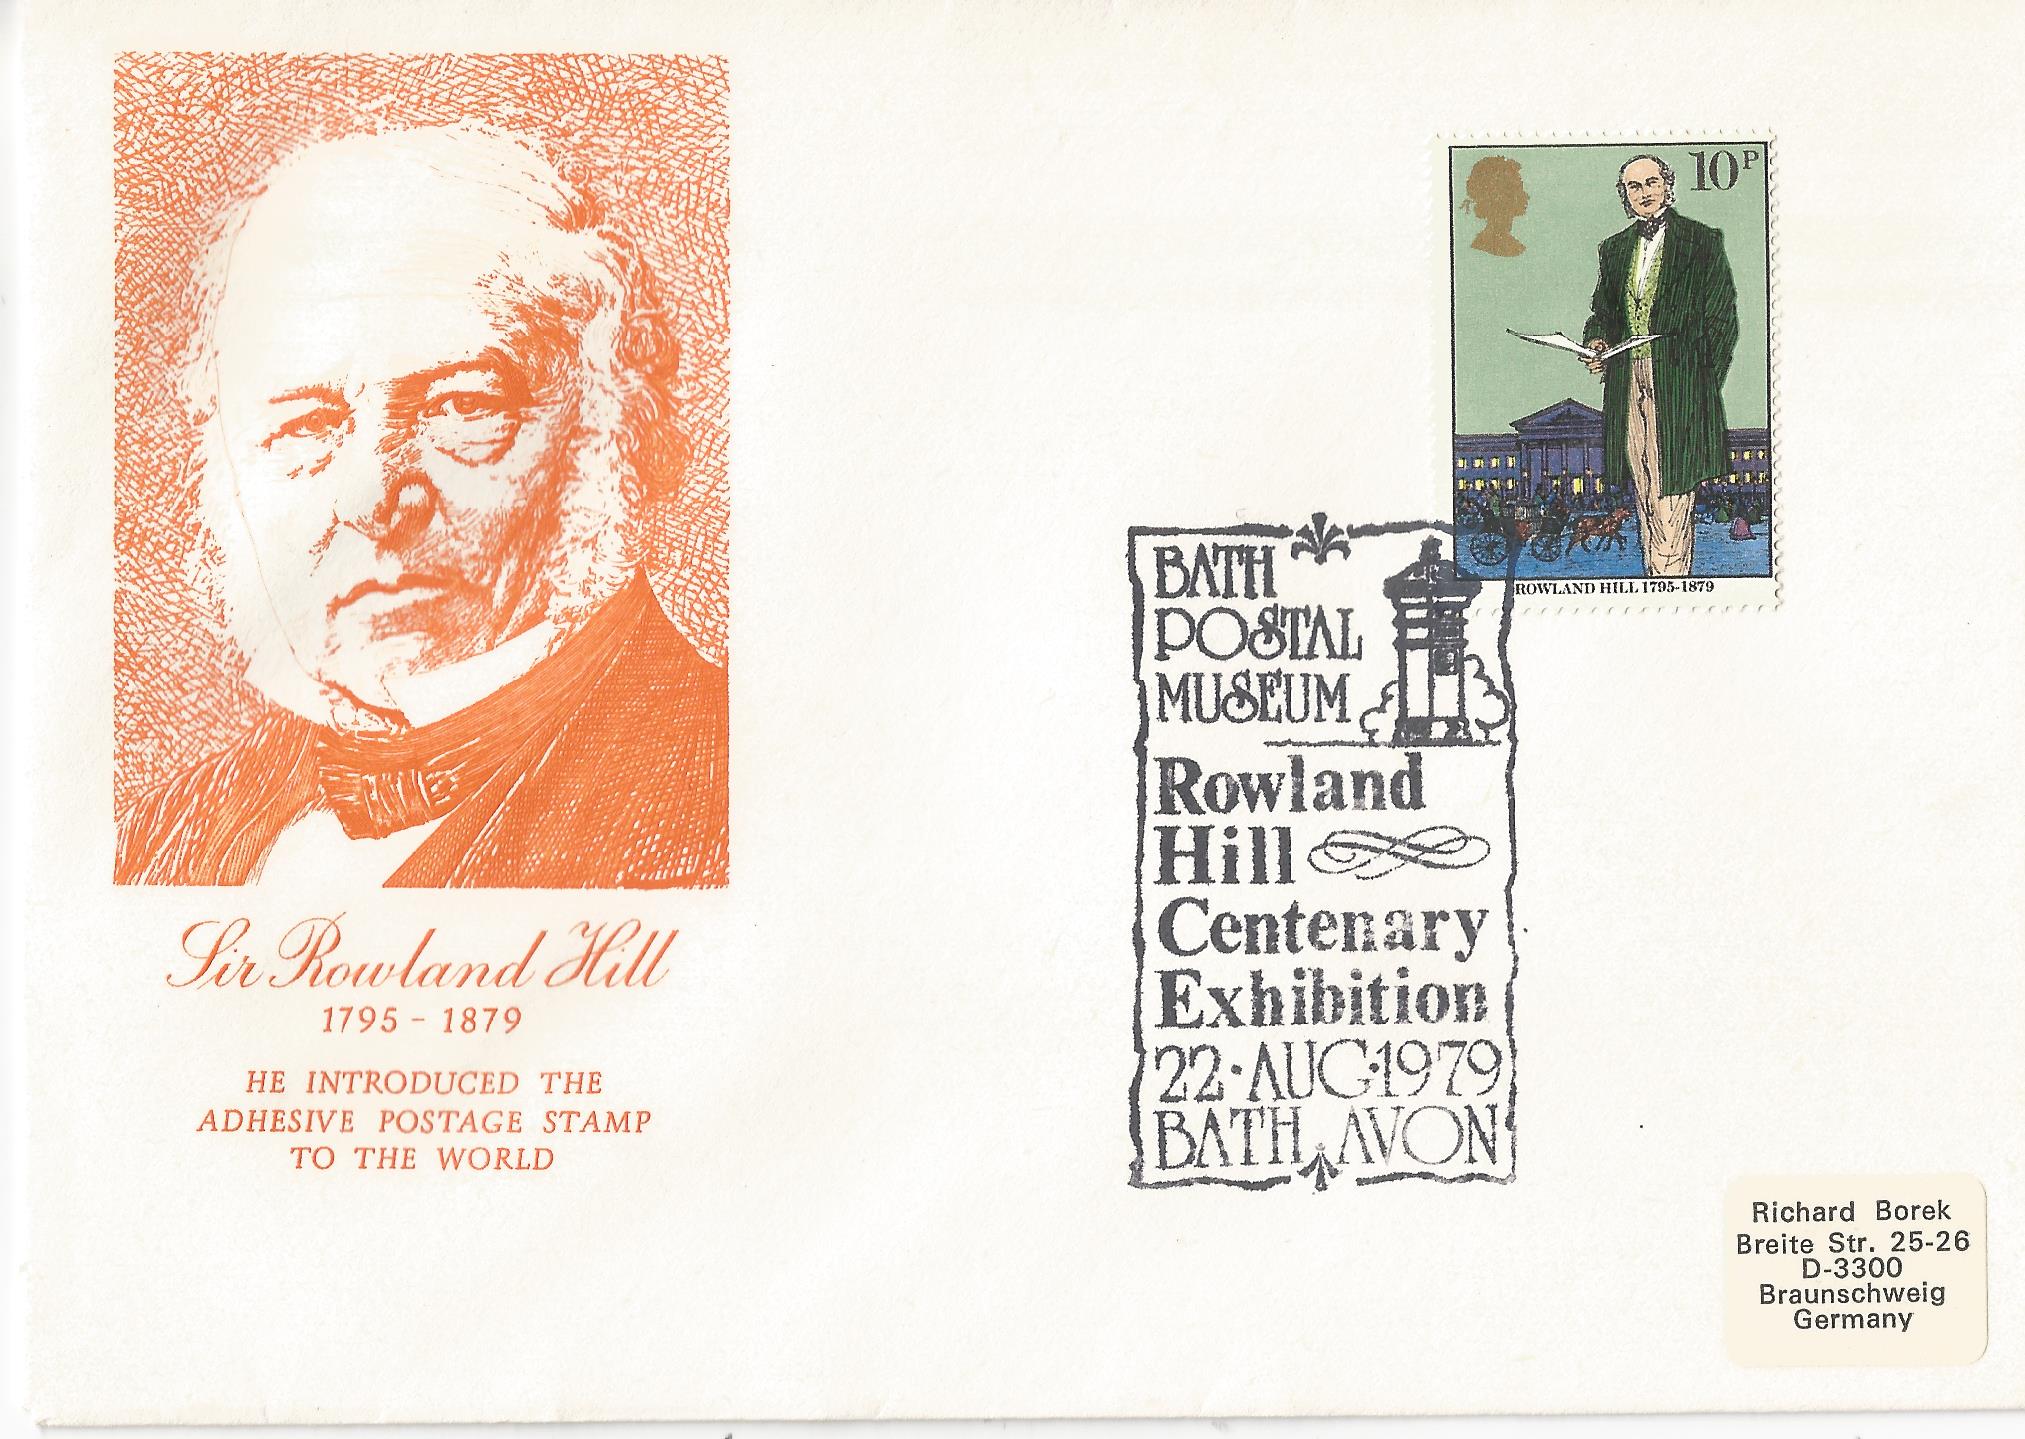 Sir Rowland Hill
1795 - 1879
HE INTRODUCED THE
ADHESIVE POSTAGE STAMP
TO THE WORLD
10P
ROWLAND HILL 1795-1879
BATH
POSTAL
MUSEUM
Rowland
Hill
Centenary
Exhibition
22·AUG·1979
BATH AVON
Richard Borek
Breite Str. 25-26
D-3300
Braunschweig
Germany